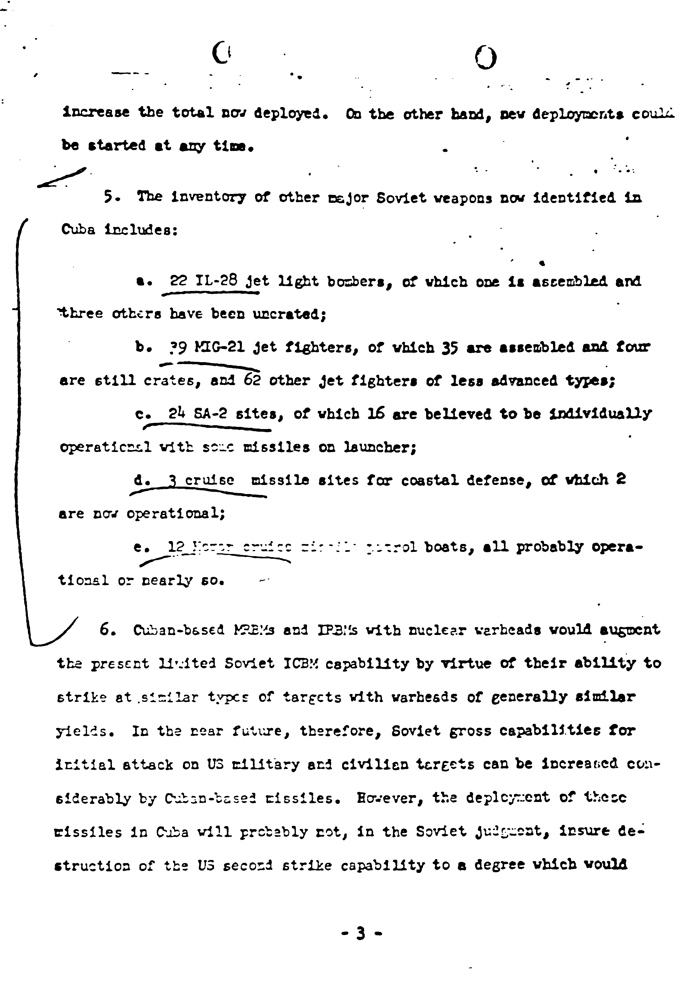 increase the total now deployed. On the other hand, new deployments could
be started at any time.
5. The inventory of other major Soviet weapons now identified in
Cuba includes:
a. 22 IL-28 jet light bombers, of which one is assembled and
three others have been uncrated;
b. 39 MIG-21 jet fighters, of which 35 are assembled and four
are still crates, and 62 other jet fighters of less advanced types;
c. 24 SA-2 sites, of which 16 are believed to be individually
operational with some missiles on launcher;
d. 3 cruise missile sites for coastal defense, of which 2
are now operational;
e. 12 Komar cruise missile patrol boats, all probably opera-
tional or nearly so.
6. Cuban-based MRBMs and IRBMs with nuclear warheads would augment
the present limited Soviet ICBM capability by virtue of their ability to
strike at similar types of targets with warheads of generally similar
yields. In the near future, therefore, Soviet gross capabilities for
initial attack on US military and civilian targets can be increased con-
siderably by Cuban-based missiles. However, the deployment of these
missiles in Cuba will probably not, in the Soviet judgment, insure de-
struction of the US second strike capability to a degree which would
- 3 -